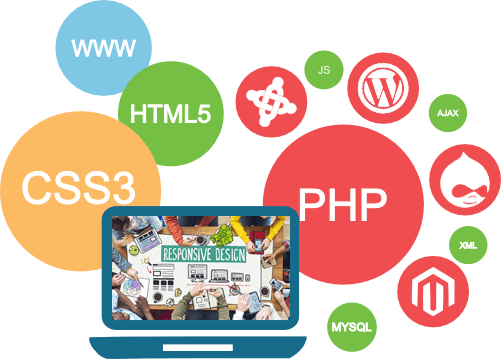 WWW
JS
HTML5
AJAX
CSS3
PHP
RESPONSIVE DESIGN
XML
MYSQL